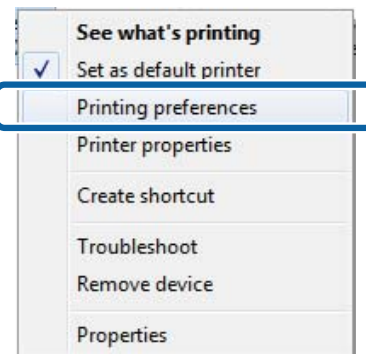 See what's printing
Set as default printer
Printing preferences
Printer properties
Create shortcut
Troubleshoot
Remove device
Properties